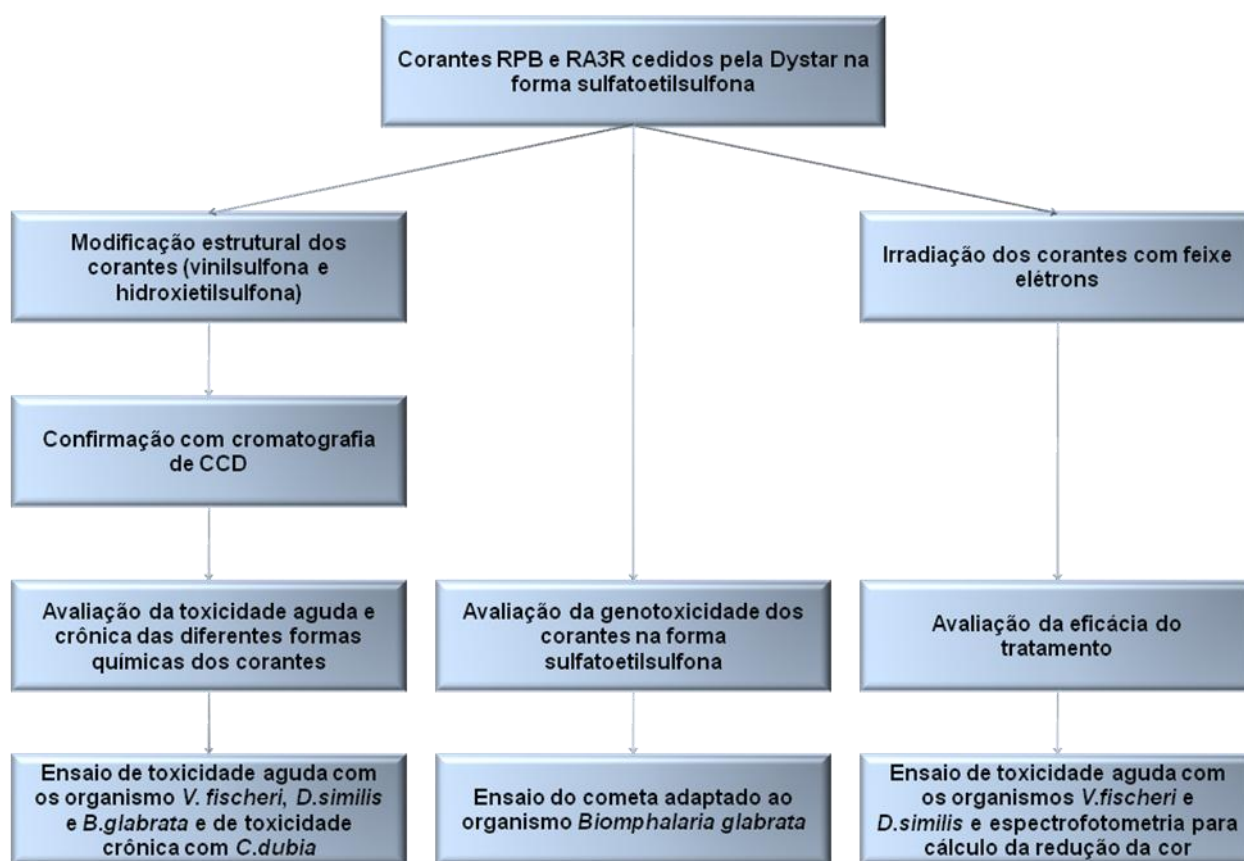 Corantes RPB e RA3R cedidos pela Dystar na
forma sulfatoetilsulfona
Modificação estrutural dos
corantes (vinilsulfona e
hidroxietilsulfona)
Irradiação dos corantes com feixe
elétrons
Confirmação com cromatografia
de CCD
Avaliação da toxicidade aguda e
crônica das diferentes formas
químicas dos corantes
Avaliação da genotoxicidade dos
corantes na forma
sulfatoetilsulfona
Avaliação da eficácia do
tratamento
Ensaio de toxicidade aguda com
os organismo V. fischeri, D.similis
e B.glabrata e de toxicidade
crônica com C.dubia
Ensaio do cometa adaptado ao
organismo Biomphalaria glabrata
Ensaio de toxicidade aguda com
os organismos V.fischeri e
D.similis e espectrofotometria para
cálculo da redução da cor